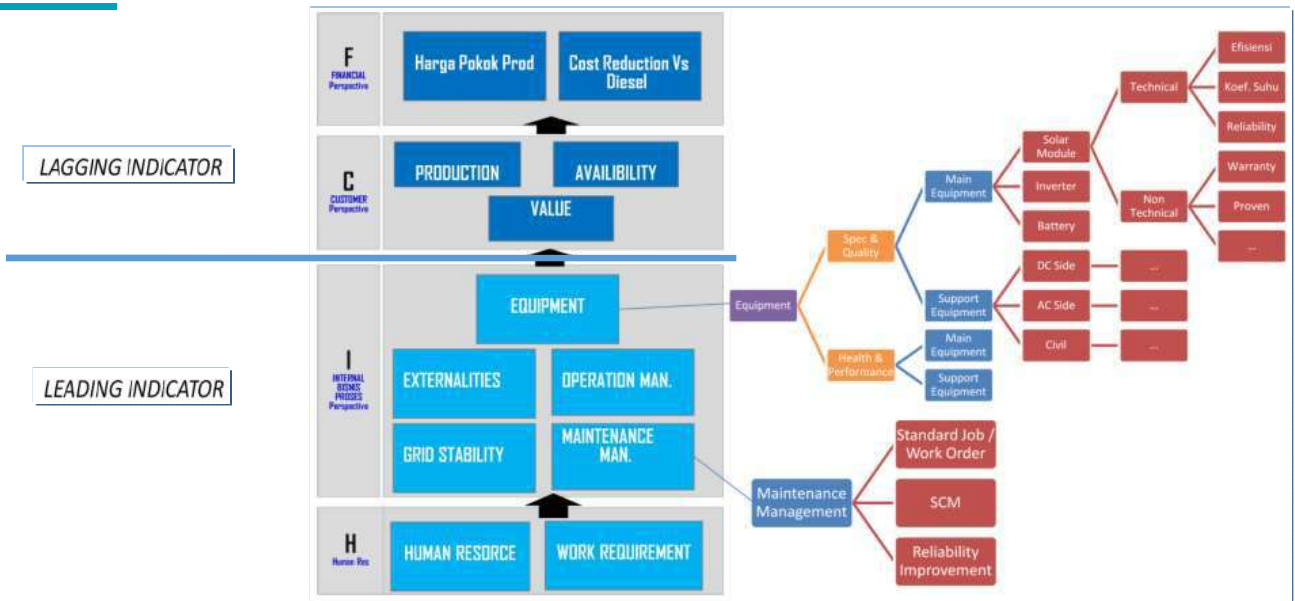 LAGGING INDICATOR
LEADING INDICATOR
F
FINANCIAL
Perspective
Harga Pokok Prod
Cost Reduction Vs
Diesel
C
CUSTOMER
Perspective
PRODUCTION
AVAILIBILITY
VALUE
I
INTERNAL
BISNIS
PROSES
Perspective
EQUIPMENT
EXTERNALITIES
OPERATION MAN.
GRID STABILITY
MAINTENANCE
MAN.
H
Human Res
HUMAN RESORCE
WORK REQUIREMENT
Equipment
Spec &
Quality
Health &
Performance
Main
Equipment
Support
Equipment
Main
Equipment
Support
Equipment
Solar
Module
Inverter
Battery
DC Side
AC Side
Civil
Technical
Non
Technical
...
...
...
Efisiensi
Koef. Suhu
Reliability
Warranty
Proven
...
Maintenance
Management
Standard Job /
Work Order
SCM
Reliability
Improvement